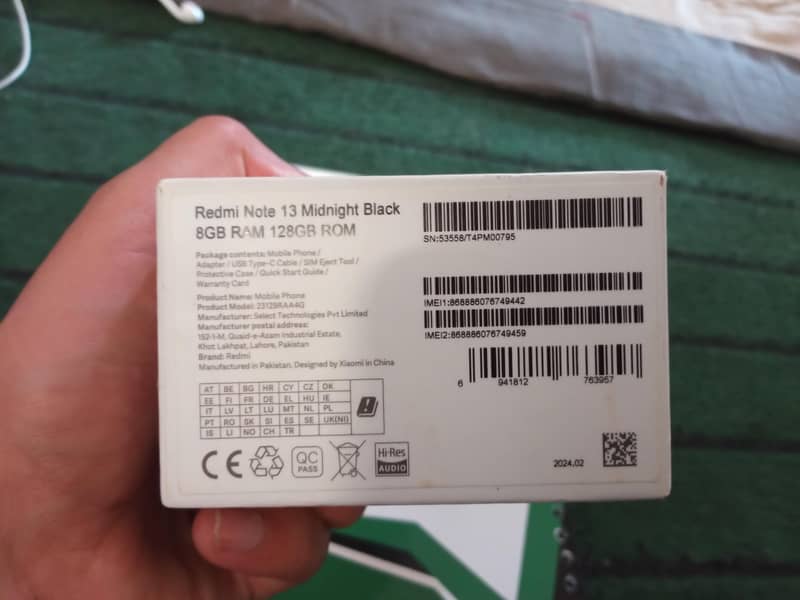 Redmi Note 13 Midnight Black
8GB RAM 128GB ROM
Package contents: Mobile Phone /
Adapter / USB Type-C Cable / SIM Eject Tool /
Protective Case / Quick Start Guide /
Warranty Card
Product Name: Mobile Phone
Product Model: 23129RAA4G
Manufacturer: Select Technologies Pvt Limited
Manufacturer postal address:
152-1-M, Quaid-e-Azam Industrial Estate,
Khot Lakhpat, Lahore, Pakistan
Brand: Redmi
Manufactured in Pakistan. Designed by Xiaomi in China
AT BE BG HR CY CZ DK
EE FI FR DE EL HU IE
IT LV LT LU MT NL PL
PT RO SK SI ES SE UK(NI)
IS LI NO CH TR
CE
QC
PASS
Hi-Res
AUDIO
SN:53558/T4PM00795
IMEI1:868886076749442
IMEI2:868886076749459
6 941812 763957
2024.02